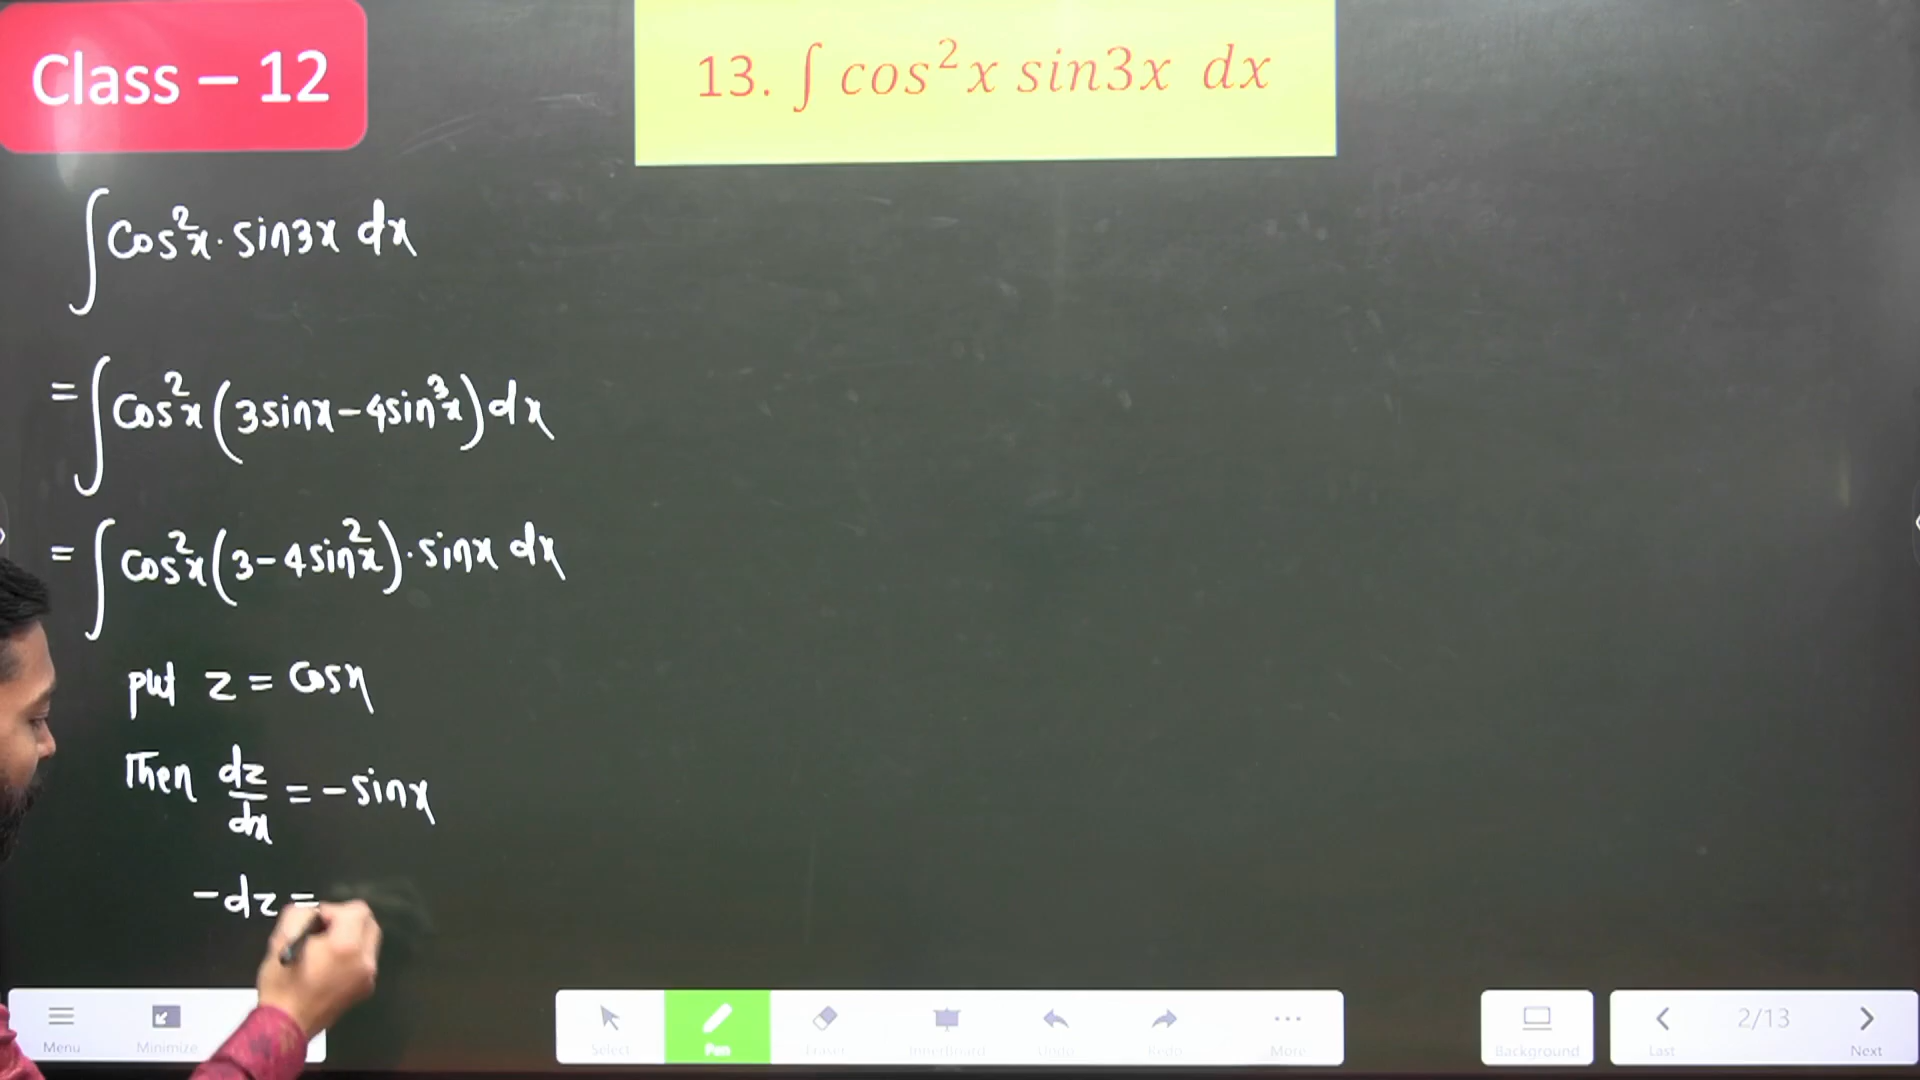 Class – 12
13. ∫ cos²x sin3x dx
∫cos²x · sin3x dx
= ∫cos²x (3sinx – 4sin³x) dx
= ∫cos²x (3 – 4sin²x) · sinx dx
put z = cosx
Then dz/dx = – sinx
– dz =
Menu Minimize Select Pen Eraser InnerBoard Undo Redo More Background Last 2/13 Next